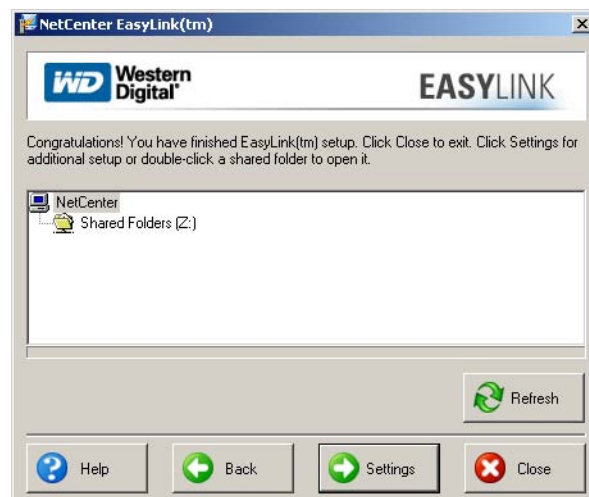 NetCenter EasyLink(tm)
WD Western
Digital®
EASYLINK
Congratulations! You have finished EasyLink(tm) setup. Click Close to exit. Click Settings for
additional setup or double-click a shared folder to open it.
NetCenter
Shared Folders (Z:)
Refresh
Help
Back
Settings
Close